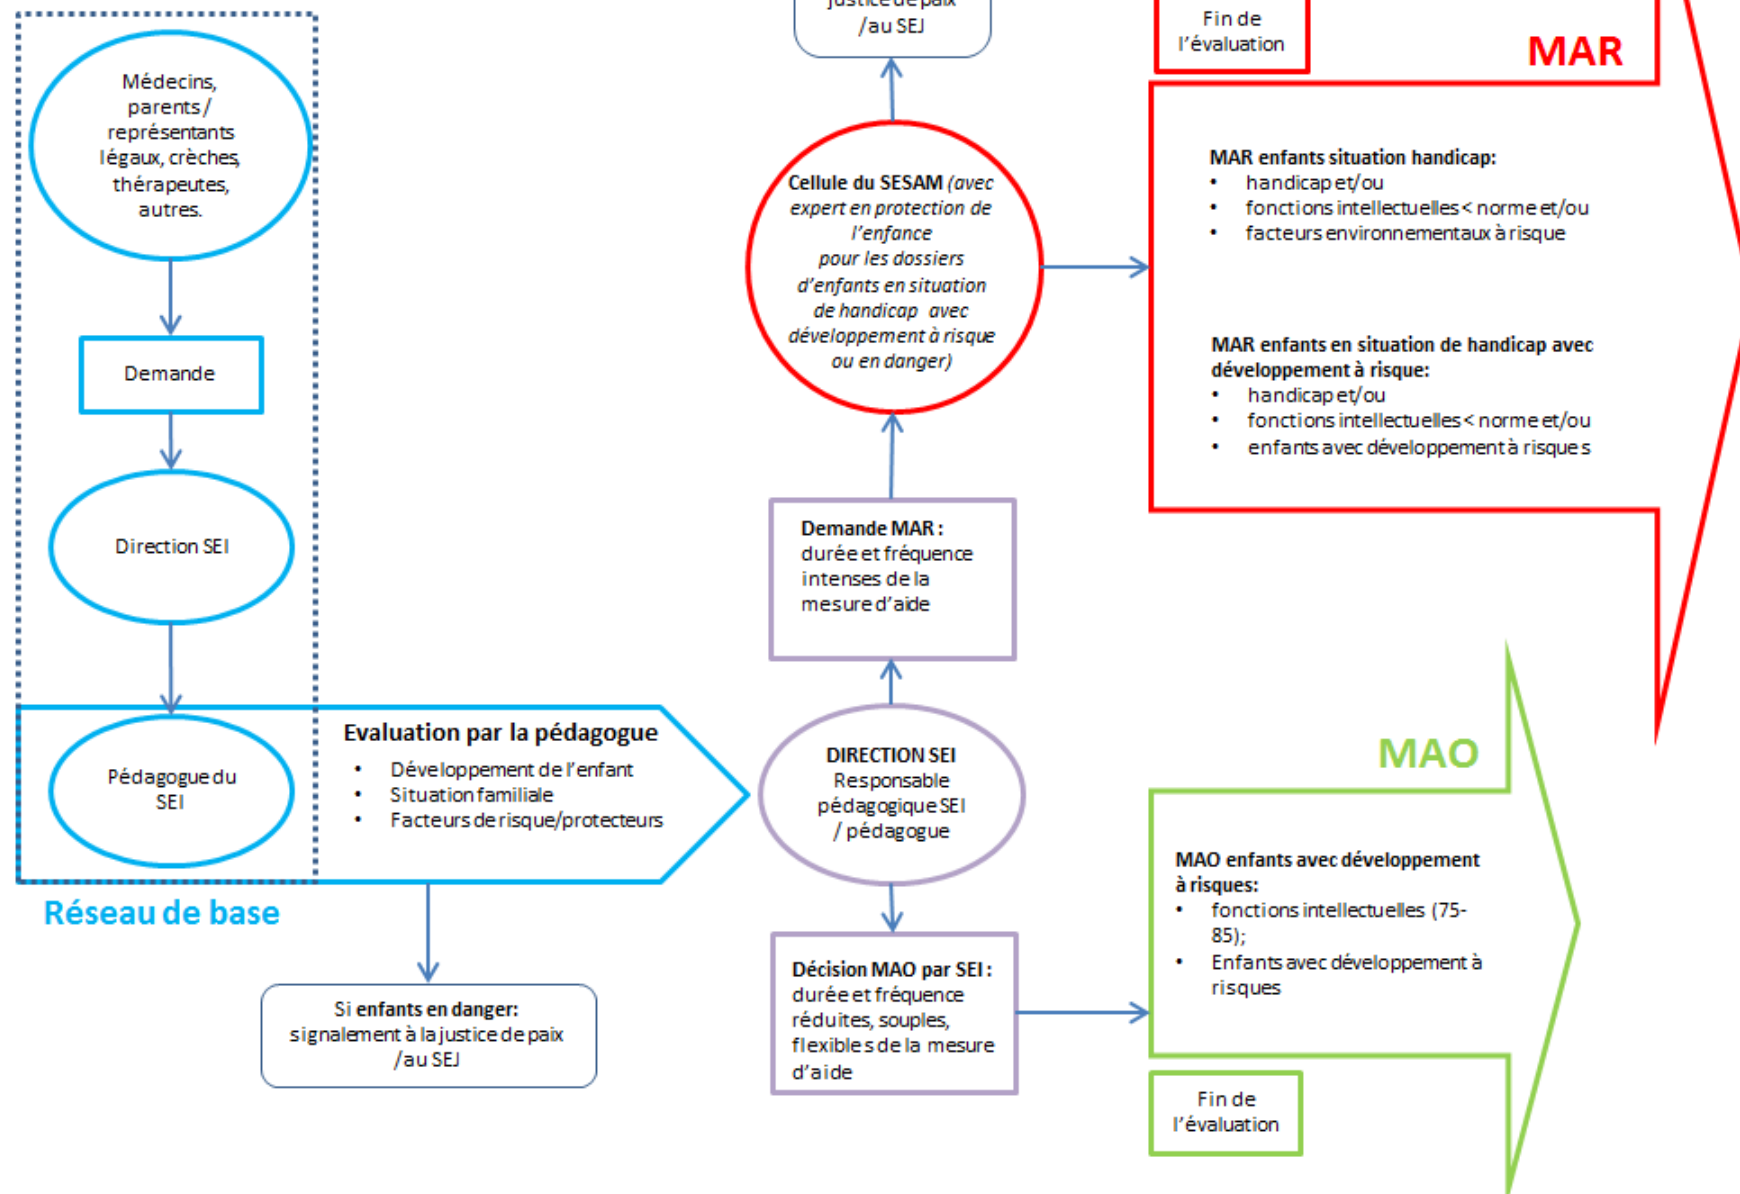 Médecins,
parents /
représentants
légaux, crèches,
thérapeutes,
autres.
Demande
Direction SEI
Pédagogue du
SEI
Evaluation par la pédagogue
• Développement de l'enfant
• Situation familiale
• Facteurs de risque/protecteurs
Réseau de base
Si enfants en danger:
signalement à la justice de paix
/au SEJ
justice de paix
/au SEJ
Cellule du SESAM (avec
expert en protection de
l'enfance
pour les dossiers
d'enfants en situation
de handicap avec
développement à risque
ou en danger)
Demande MAR :
durée et fréquence
intenses de la
mesure d'aide
DIRECTION SEI
Responsable
pédagogique SEI
/ pédagogue
Décision MAO par SEI :
durée et fréquence
réduites, souples,
flexibles de la mesure
d'aide
Fin de
l'évaluation
MAR
MAR enfants situation handicap:
• handicap et/ou
• fonctions intellectuelles < norme et/ou
• facteurs environnementaux à risque
MAR enfants en situation de handicap avec
développement à risque:
• handicap et/ou
• fonctions intellectuelles < norme et/ou
• enfants avec développement à risques
MAO
MAO enfants avec développement
à risques:
• fonctions intellectuelles (75-
85);
• Enfants avec développement à
risques
Fin de
l'évaluation